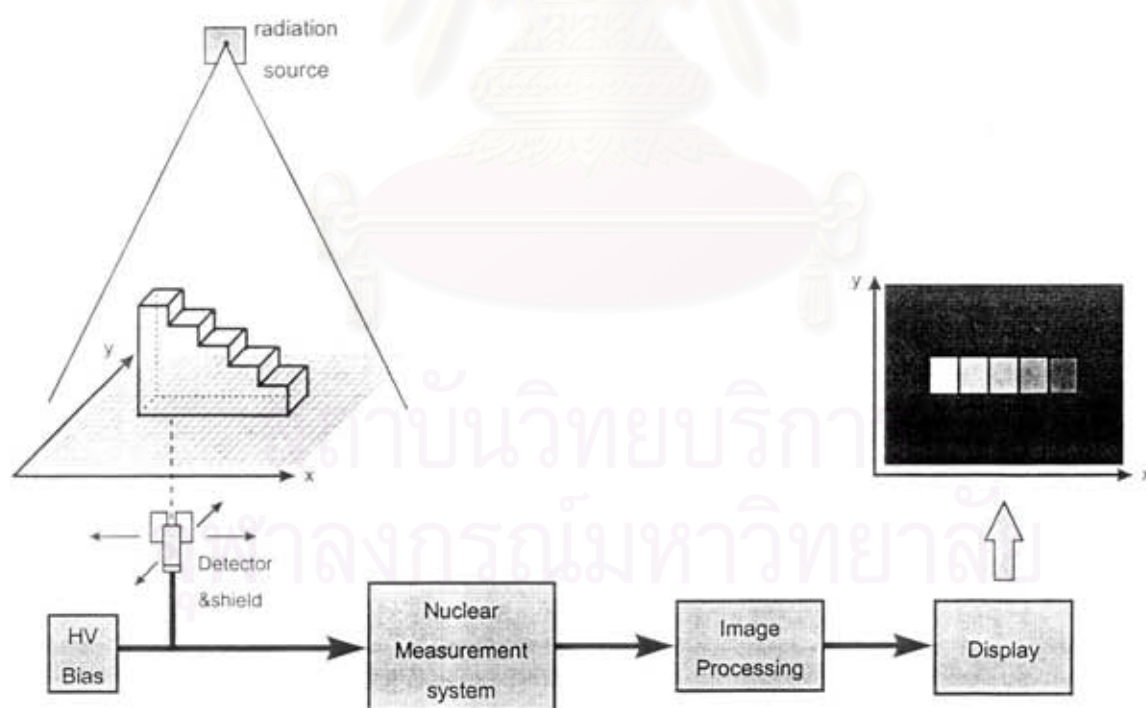 radiation
source
y
x
y
x
Detector
&shield
HV
Bias
Nuclear
Measurement
system
Image
Processing
Display
สถาบันวิทยบริการ
จุฬาลงกรณ์มหาวิทยาลัย